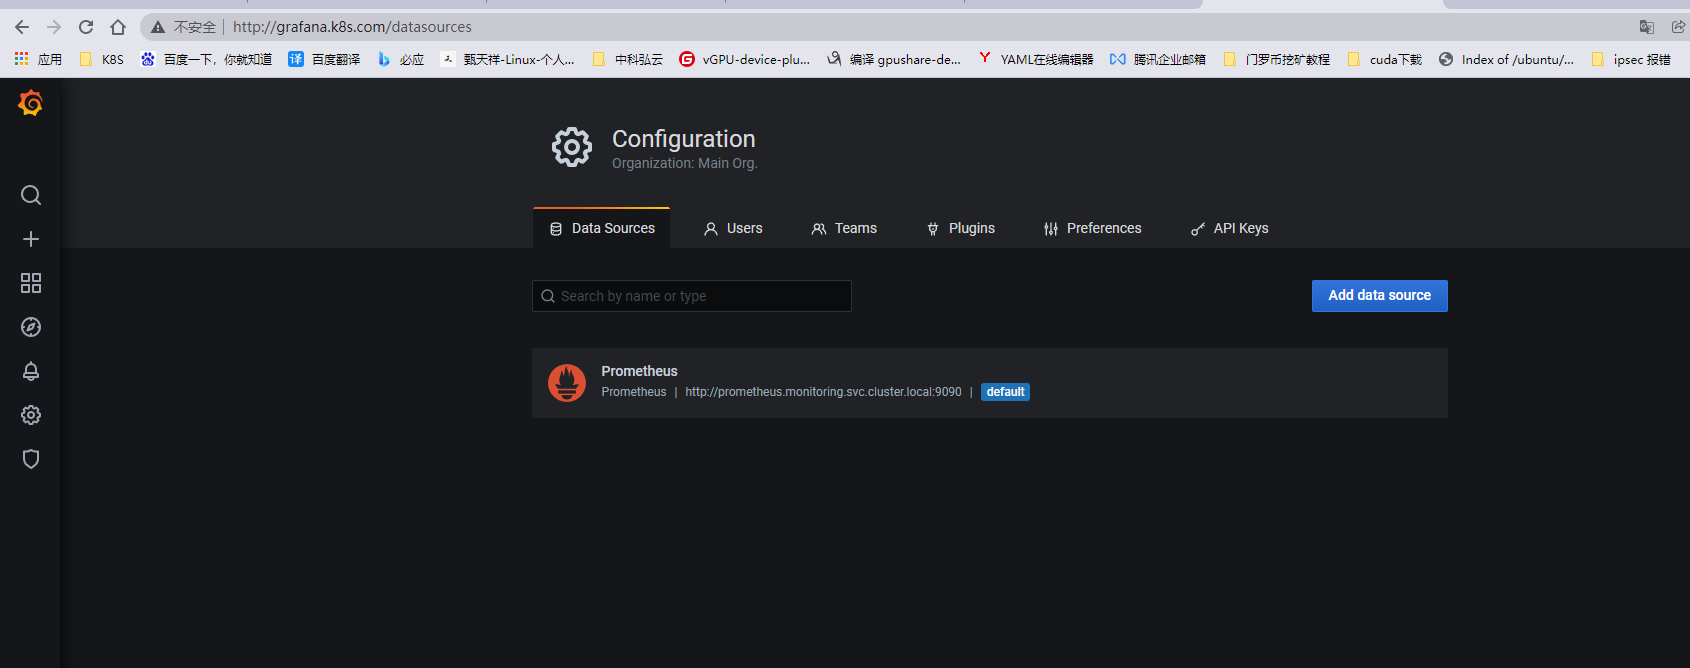 不安全 http://grafana.k8s.com/datasources
应用 K8S 百度一下，你就知道 译 百度翻译 必应 甄天祥-Linux-个人... 中科弘云 vGPU-device-plu... 编译 gpushare-de... YAML在线编辑器 腾讯企业邮箱 门罗币挖矿教程 cuda下载 Index of /ubuntu/... ipsec 报错
Configuration
Organization: Main Org.
Data Sources Users Teams Plugins Preferences API Keys
Search by name or type Add data source
Prometheus
Prometheus | http://prometheus.monitoring.svc.cluster.local:9090 | default